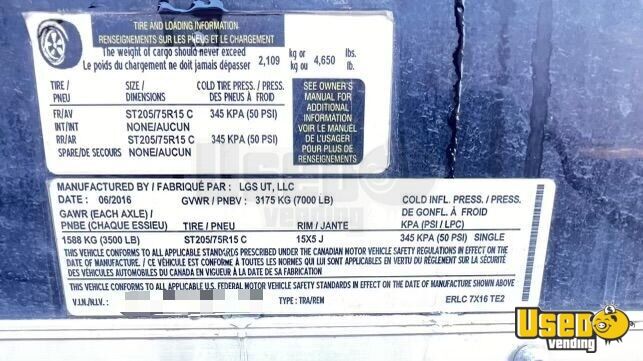 TIRE AND LOADING INFORMATION
RENSEIGNEMENTS SUR LES PNEUS ET LE CHARGEMENT
The weight of cargo should never exceed
Le poids du chargement ne doit jamais dépasser
2,109 kg or kg ou 4,650 lbs. lb.
TIRE / PNEU SIZE / DIMENSIONS COLD TIRE PRESS. / PRESS. DES PNEUS À FROID
FR/AV ST205/75R15 C 345 KPA (50 PSI)
INT/INT NONE/AUCUN
RR/AR ST205/75R15 C 345 KPA (50 PSI)
SPARE/DE SECOURS NONE/AUCUN
SEE OWNER'S
MANUAL FOR
ADDITIONAL
INFORMATION
VOIR LE MANUEL
DE L'USAGER
POUR PLUS DE
RENSEIGNEMENTS
MANUFACTURED BY / FABRIQUÉ PAR : LGS UT, LLC
DATE : 06/2016 GVWR / PNBV : 3175 KG (7000 LB)
COLD INFL. PRESS. / PRESS.
DE GONFL. À FROID
KPA (PSI / LPC)
GAWR (EACH AXLE) /
PNBE (CHAQUE ESSIEU) TIRE / PNEU RIM / JANTE
1588 KG (3500 LB) ST205/75R15 C 15X5 J 345 KPA (50 PSI) SINGLE
THIS VEHICLE CONFORMS TO ALL APPLICABLE STANDARDS PRESCRIBED UNDER THE CANADIAN MOTOR VEHICLE SAFETY REGULATIONS IN EFFECT
ON THE DATE OF MANUFACTURE / CE VÉHICULE EST CONFORME À TOUTES LES NORMES QUI LUI SONT APPLICABLES EN VERTU DU RÈGLEMENT SUR LA SÉCURITÉ
DES VÉHICULES AUTOMOBILES DU CANADA EN VIGUEUR À LA DATE DE SA FABRICATION
THIS VEHICLE CONFORMS TO ALL APPLICABLE U.S. FEDERAL MOTOR VEHICLE SAFETY STANDARDS IN EFFECT ON DATE OF MANUFACTURE SHOWN ABOVE.
V.I.N./N.I.V. : TYPE : TRA/REM ERLC 7X16 TE2
Used
vending
Used
vending